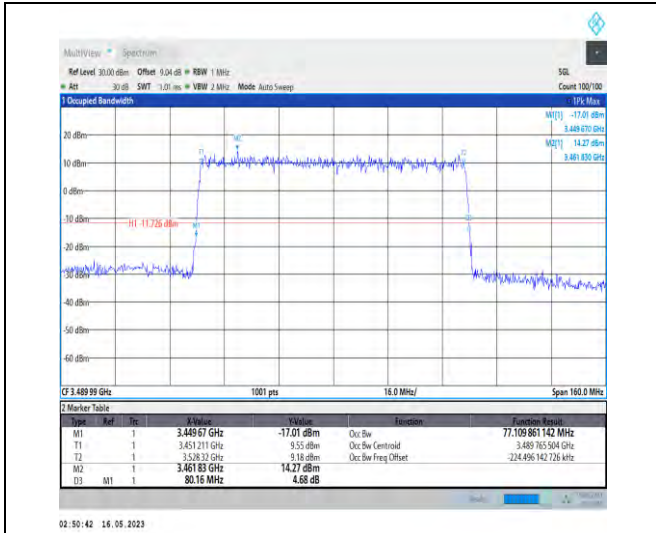 MultiView Spectrum
Ref Level 30.00 dBm Offset 9.04 dB RBW 1 MHz SGL
Att 30 dB SWT 1.01 ms VBW 2 MHz Mode Auto Sweep Count 100/100
1 Occupied Bandwidth 1Pk Max
M1[1] -17.01 dBm
3.449 670 GHz
20 dBm M2 M2[1] 14.27 dBm
T1 T2 3.461 830 GHz
10 dBm
0 dBm
-10 dBm
H1 -11.726 dBm M1 D3
-20 dBm
-30 dBm
-40 dBm
-50 dBm
-60 dBm
CF 3.489 99 GHz 1001 pts 16.0 MHz/ Span 160.0 MHz
2 Marker Table
Type Ref Trc X-Value Y-Value Function Function Result
M1 1 3.449 67 GHz -17.01 dBm Occ Bw 77.109 861 142 MHz
T1 1 3.451 211 GHz 9.55 dBm Occ Bw Centroid 3.489 765 504 GHz
T2 1 3.528 32 GHz 9.18 dBm Occ Bw Freq Offset -224.496 142 726 kHz
M2 1 3.461 83 GHz 14.27 dBm
D3 M1 1 80.16 MHz 4.68 dB
02:50:42 16.05.2023